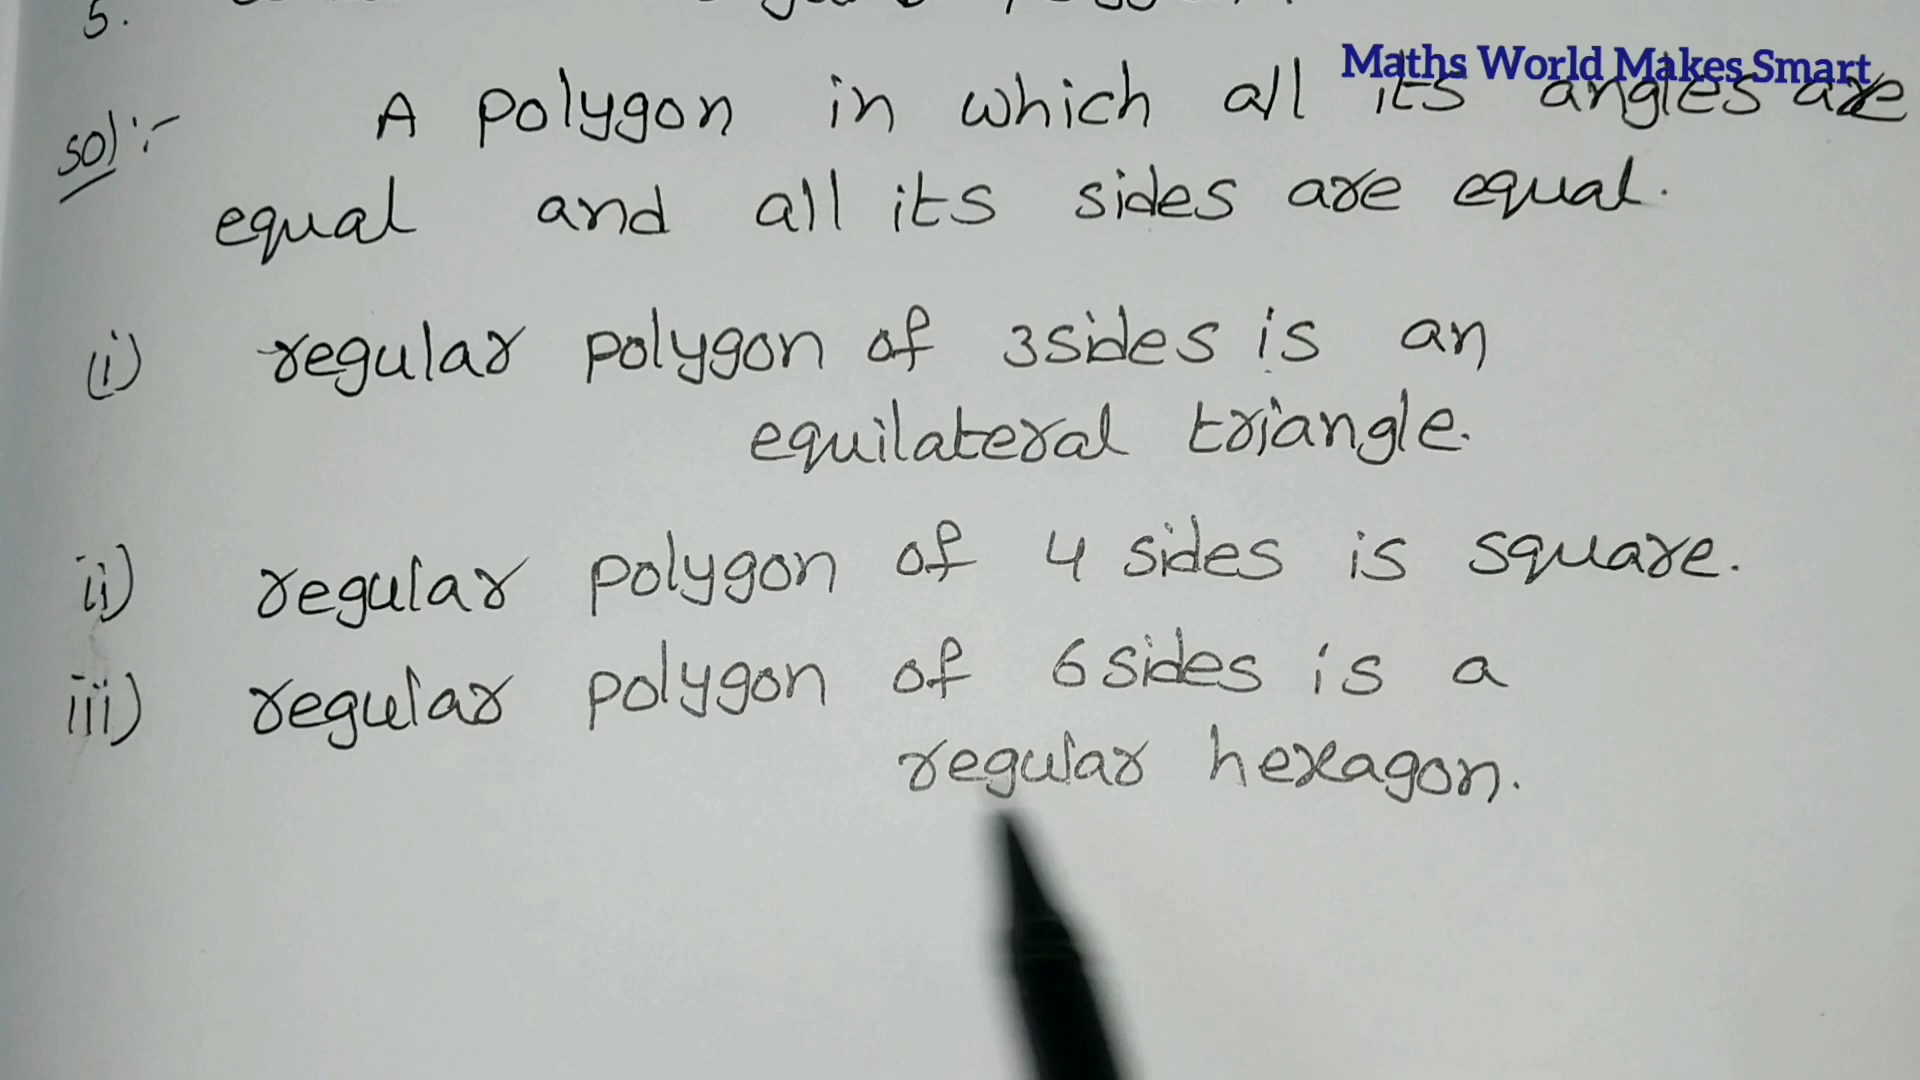 5.
Maths World Makes Smart
sol:- A polygon in which all its angles are
equal and all its sides are equal.
(i) regular polygon of 3sides is an
equilateral triangle.
ii) regular polygon of 4 sides is square.
iii) regular polygon of 6sides is a
regular hexagon.